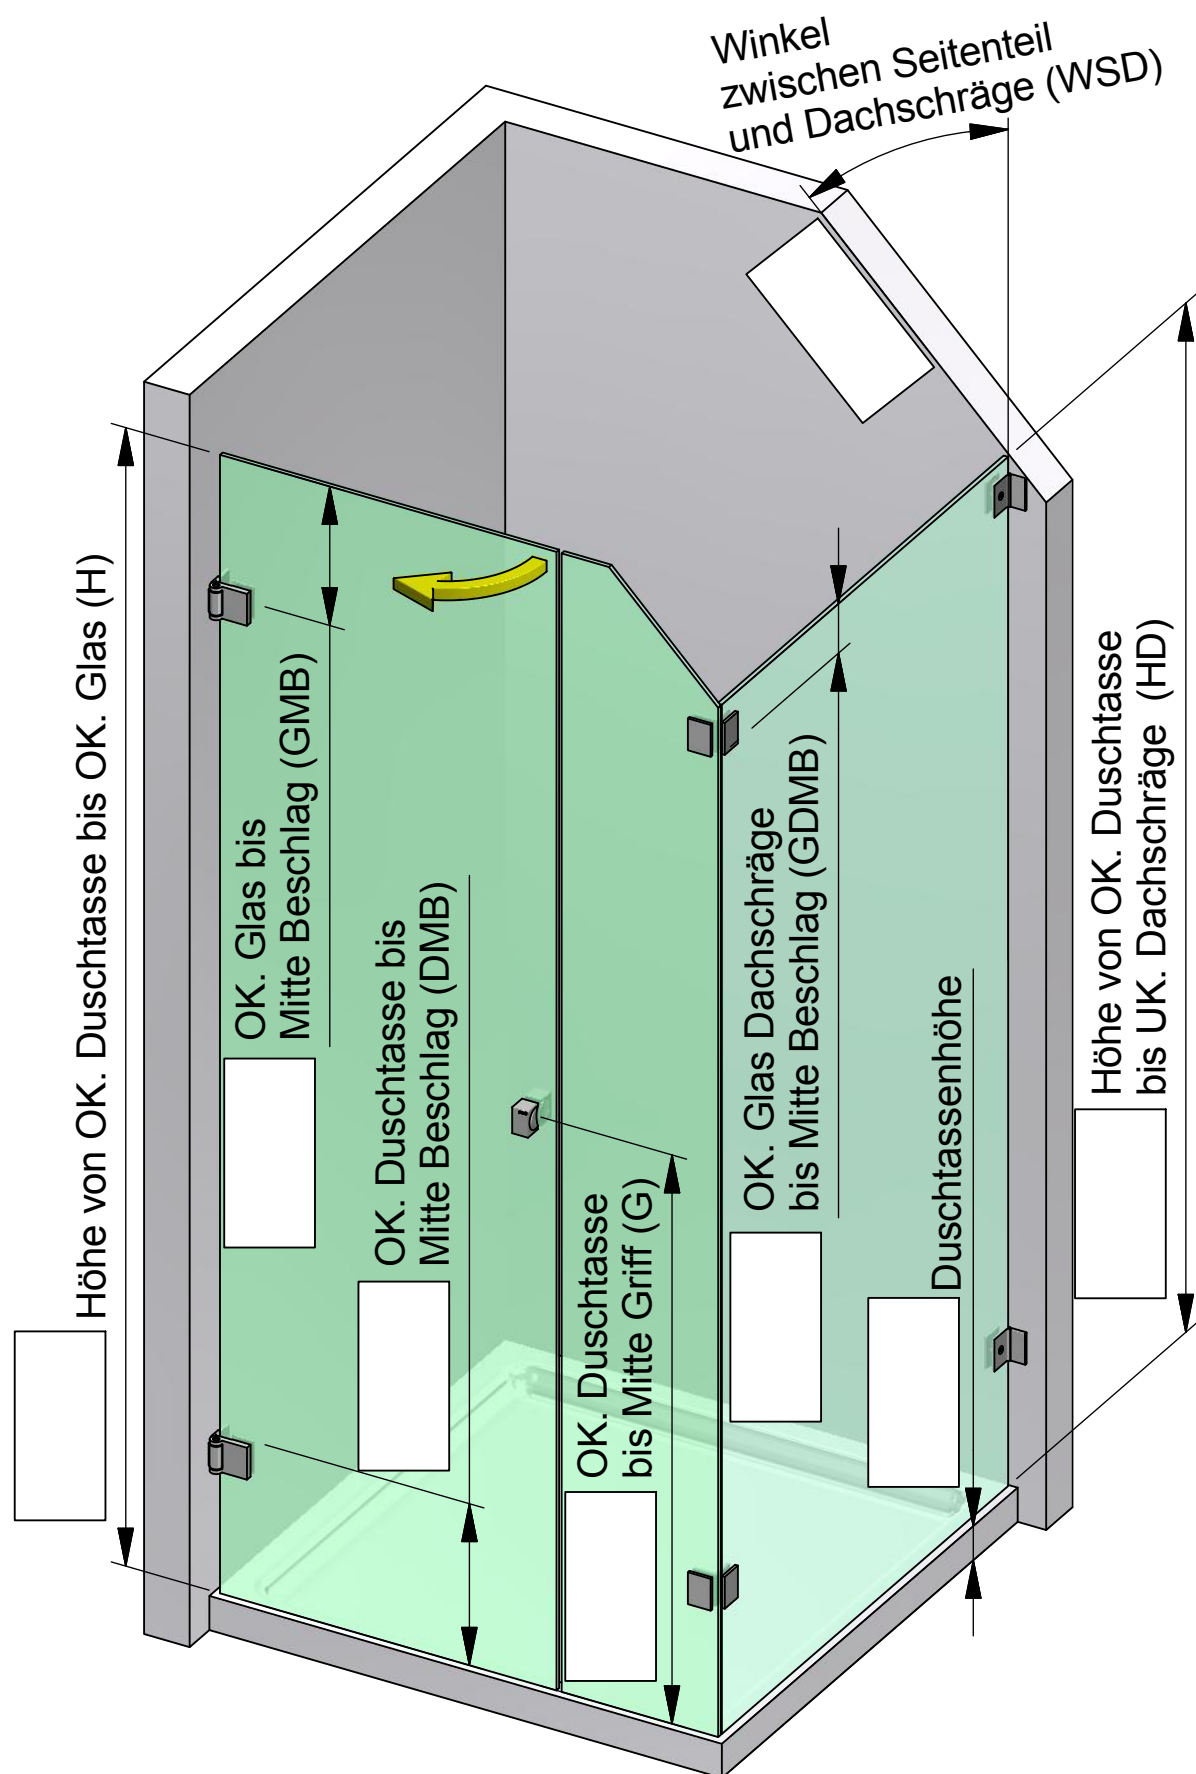 Winkel
zwischen Seitenteil
und Dachschräge (WSD)
Höhe von OK. Duschtasse bis OK. Glas (H)
OK. Glas bis
Mitte Beschlag (GMB)
OK. Duschtasse bis
Mitte Beschlag (DMB)
OK. Duschtasse
bis Mitte Griff (G)
OK. Glas Dachschräge
bis Mitte Beschlag (GDMB)
Duschtassenhöhe
Höhe von OK. Duschtasse
bis UK. Dachschräge (HD)